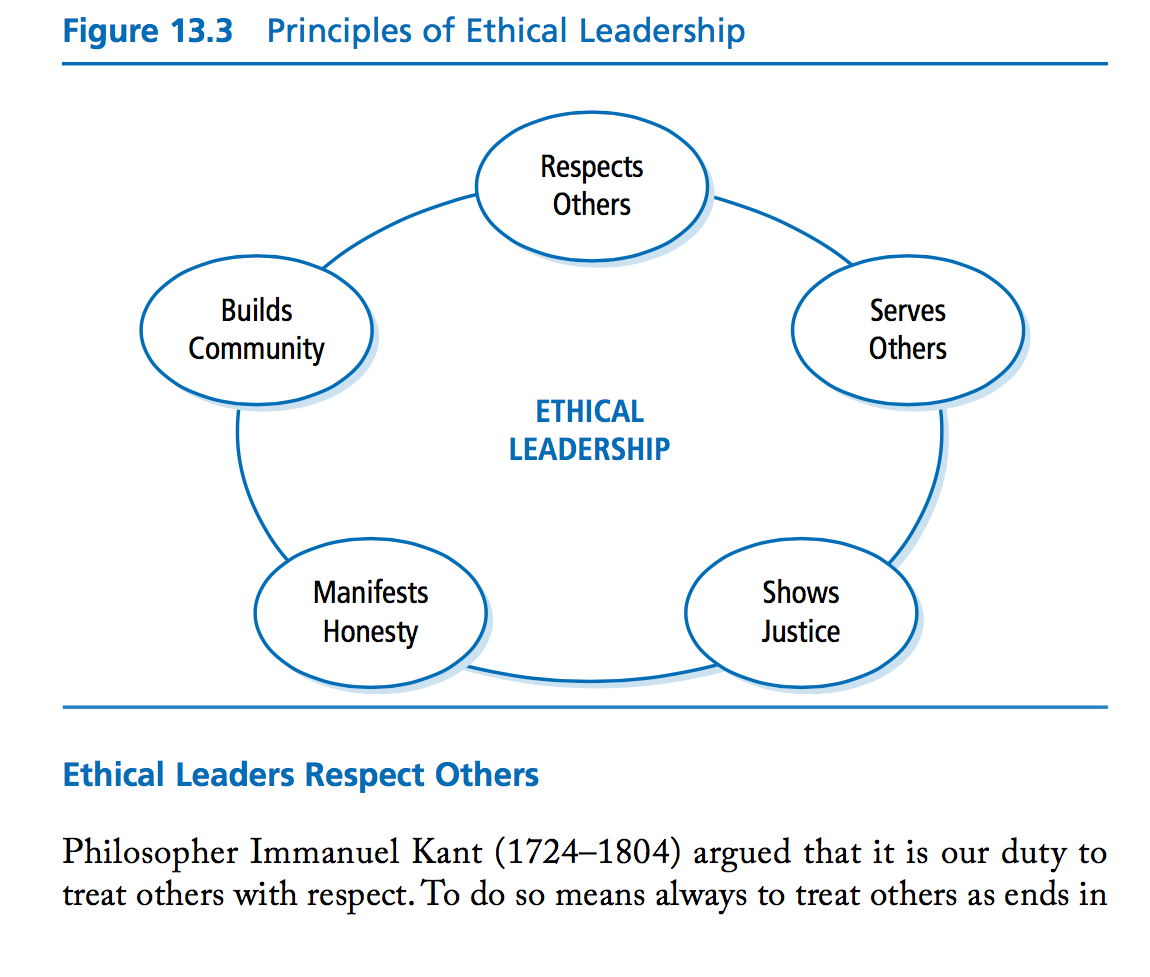 Figure 13.3 Principles of Ethical Leadership
Respects
Others
Builds
Community
Serves
Others
ETHICAL
LEADERSHIP
Manifests
Honesty
Shows
Justice
Ethical Leaders Respect Others
Philosopher Immanuel Kant (1724–1804) argued that it is our duty to
treat others with respect. To do so means always to treat others as ends in